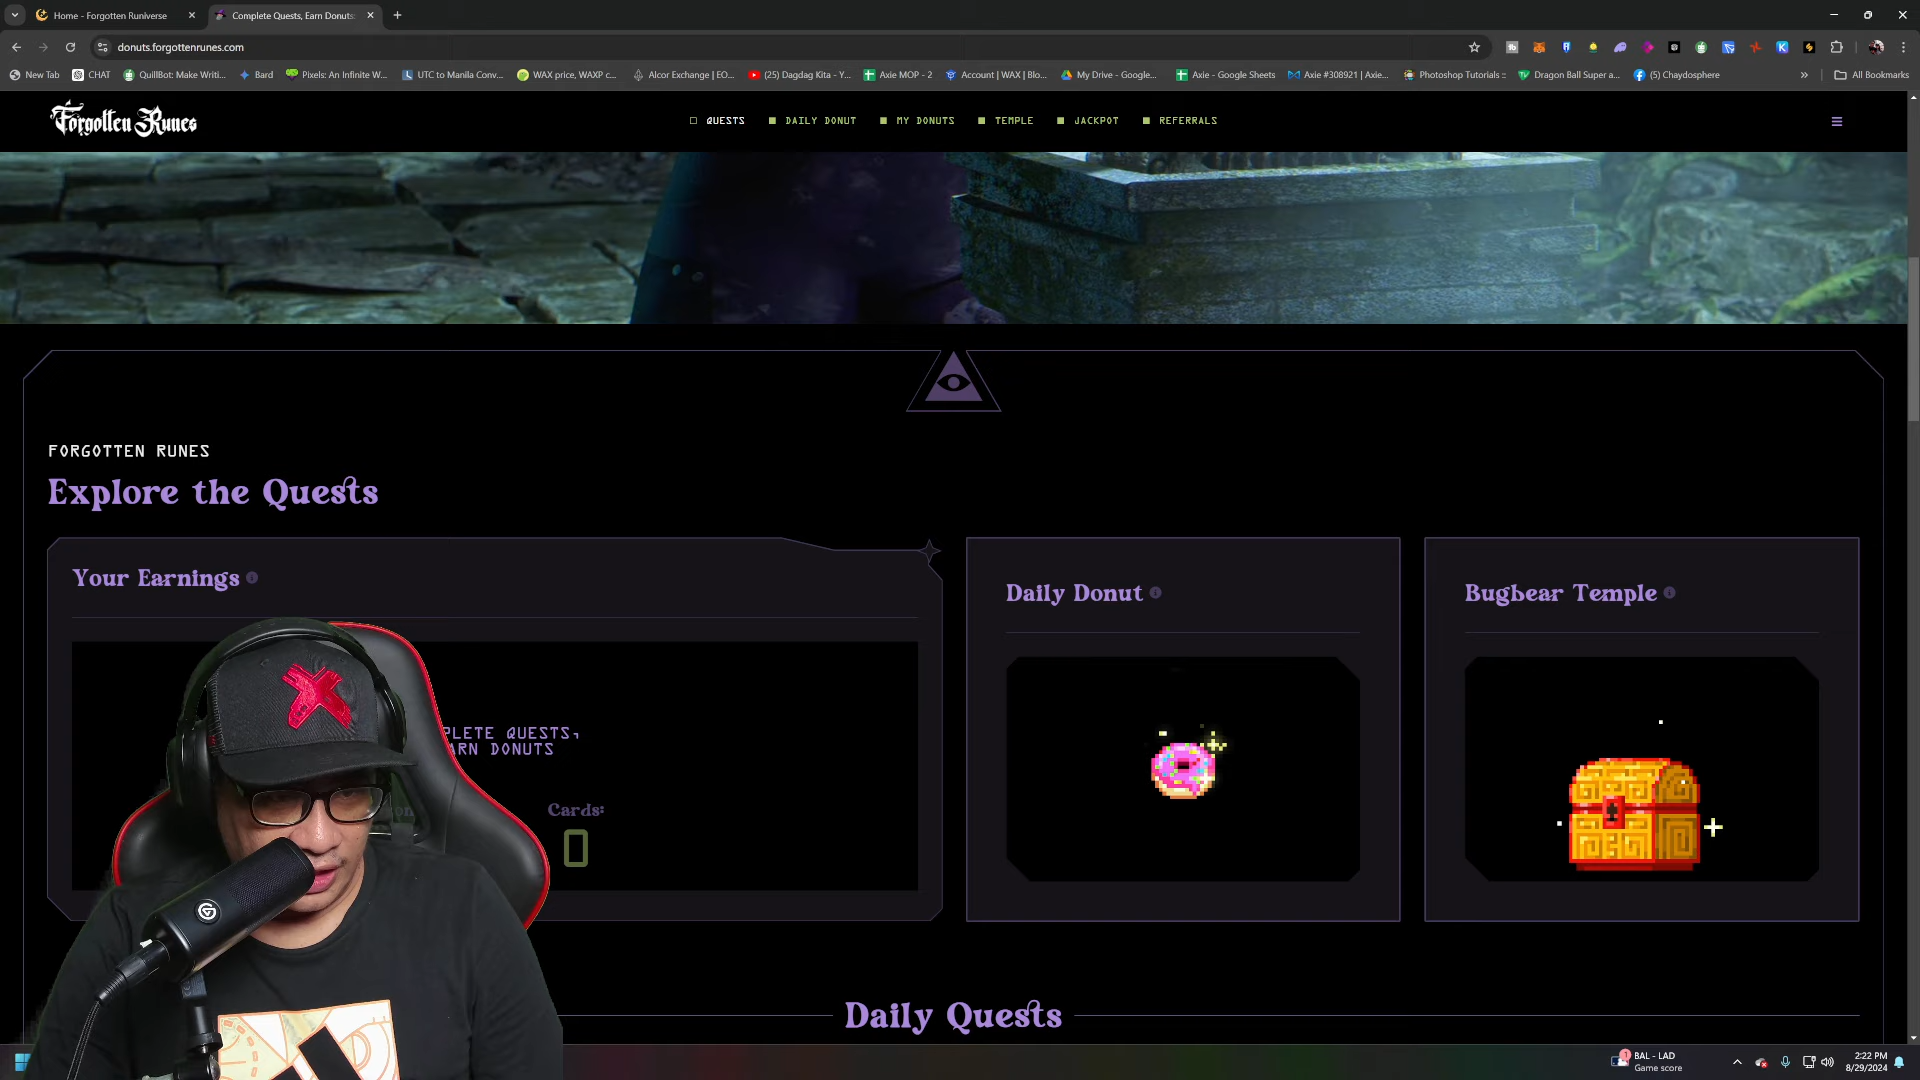 Home - Forgotten Runiverse
Complete Quests, Earn Donuts
donuts.forgottenrunes.com
New Tab
CHAT
QuillBot: Make Writi...
Bard
Pixels: An Infinite W...
UTC to Manila Conv...
WAX price, WAXP c...
Alcor Exchange | EO...
(25) Dagdag Kita - Y...
Axie MOP - 2
Account | WAX | Blo...
My Drive - Google...
Axie - Google Sheets
Axie #308921 | Axie...
Photoshop Tutorials ::
Dragon Ball Super a...
(5) Chaydosphere
All Bookmarks
Forgotten Runes
QUESTS
DAILY DONUT
MY DONUTS
TEMPLE
JACKPOT
REFERRALS
FORGOTTEN RUNES
Explore the Quests
Your Earnings
Daily Donut
Bugbear Temple
PLETE QUESTS,
ARN DONUTS
Cards:
0
Daily Quests
1
BAL - LAD
Game score
2:22 PM
8/29/2024